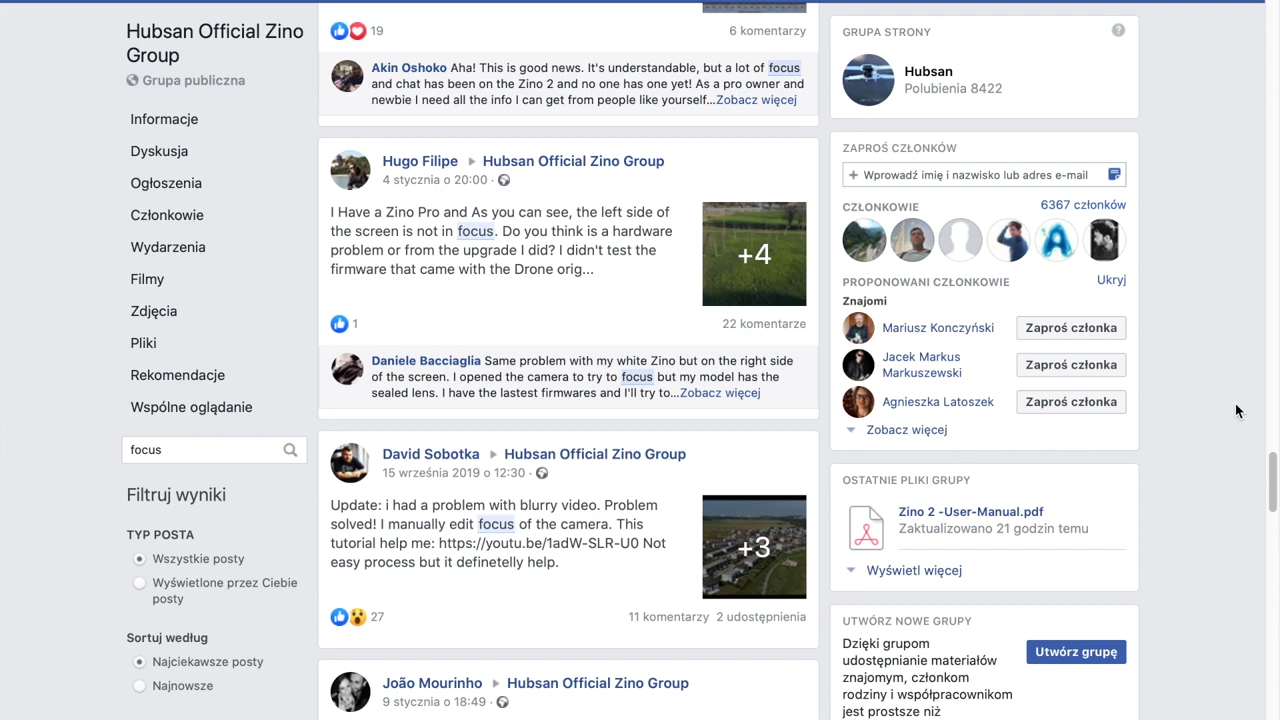 Hubsan Official Zino
Group
Grupa publiczna
Informacje
Dyskusja
Ogłoszenia
Członkowie
Wydarzenia
Filmy
Zdjęcia
Pliki
Rekomendacje
Wspólne oglądanie
focus
Filtruj wyniki
TYP POSTA
Wszystkie posty
Wyświetlone przez Ciebie
posty
Sortuj według
Najciekawsze posty
Najnowsze
19
6 komentarzy
Akin Oshoko Aha! This is good news. It's understandable, but a lot of focus
and chat has been on the Zino 2 and no one has one yet! As a pro owner and
newbie I need all the info I can get from people like yourself...Zobacz więcej
Hugo Filipe Hubsan Official Zino Group
4 stycznia o 20:00 ·
I Have a Zino Pro and As you can see, the left side of
the screen is not in focus. Do you think is a hardware
problem or from the upgrade I did? I didn't test the
firmware that came with the Drone orig...
+4
1
22 komentarze
Daniele Bacciaglia Same problem with my white Zino but on the right side
of the screen. I opened the camera to try to focus but my model has the
sealed lens. I have the lastest firmwares and I'll try to...Zobacz więcej
David Sobotka Hubsan Official Zino Group
15 września 2019 o 12:30 ·
Update: i had a problem with blurry video. Problem
solved! I manually edit focus of the camera. This
tutorial help me: https://youtu.be/1adW-SLR-U0 Not
easy process but it definetelly help.
+3
27
11 komentarzy 2 udostępnienia
João Mourinho Hubsan Official Zino Group
9 stycznia o 18:49 ·
GRUPA STRONY
?
Hubsan
Polubienia 8422
ZAPROŚ CZŁONKÓW
+ Wprowadź imię i nazwisko lub adres e-mail
CZŁONKOWIE
6367 członków
PROPONOWANI CZŁONKOWIE
Ukryj
Znajomi
Mariusz Konczyński
Zaproś członka
Jacek Markus
Markuszewski
Zaproś członka
Agnieszka Latoszek
Zaproś członka
Zobacz więcej
OSTATNIE PLIKI GRUPY
Zino 2 -User-Manual.pdf
Zaktualizowano 21 godzin temu
Wyświetl więcej
UTWÓRZ NOWE GRUPY
Dzięki grupom
udostępnianie materiałów
znajomym, członkom
rodziny i współpracownikom
jest prostsze niż
Utwórz grupę